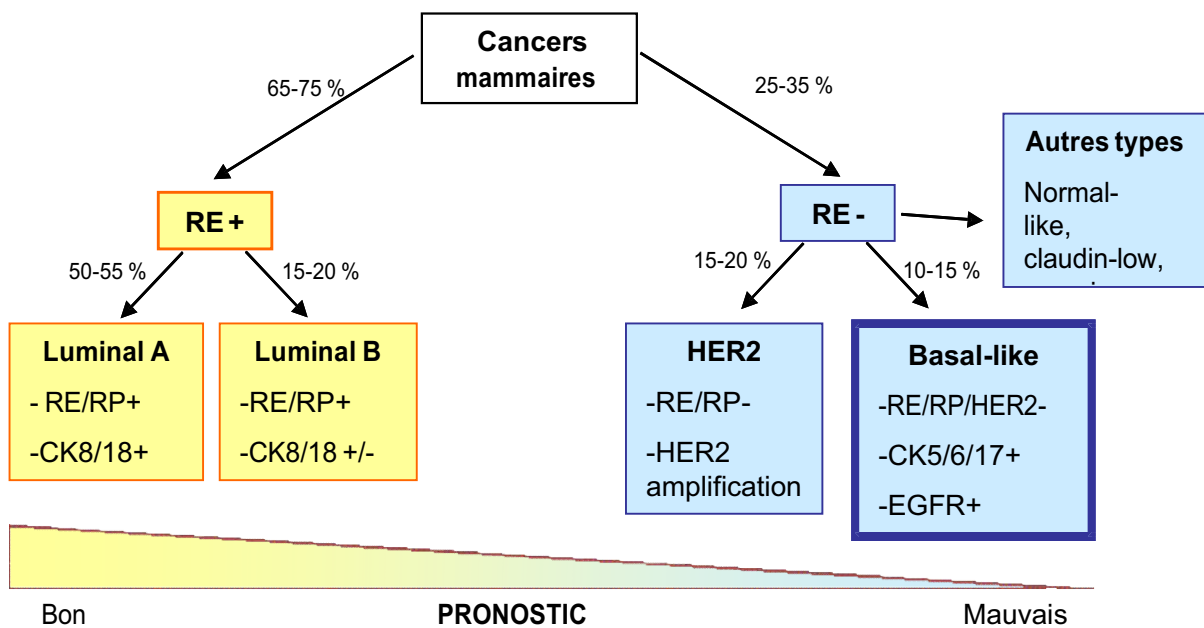 Cancers
mammaires
65-75 %
25-35 %
Autres types
Normal-
like,
claudin-low,
RE +
RE -
50-55 %
15-20 %
15-20 %
10-15 %
Luminal A
- RE/RP+
-CK8/18+
Luminal B
-RE/RP+
-CK8/18 +/-
HER2
-RE/RP-
-HER2
amplification
Basal-like
-RE/RP/HER2-
-CK5/6/17+
-EGFR+
Bon
PRONOSTIC
Mauvais